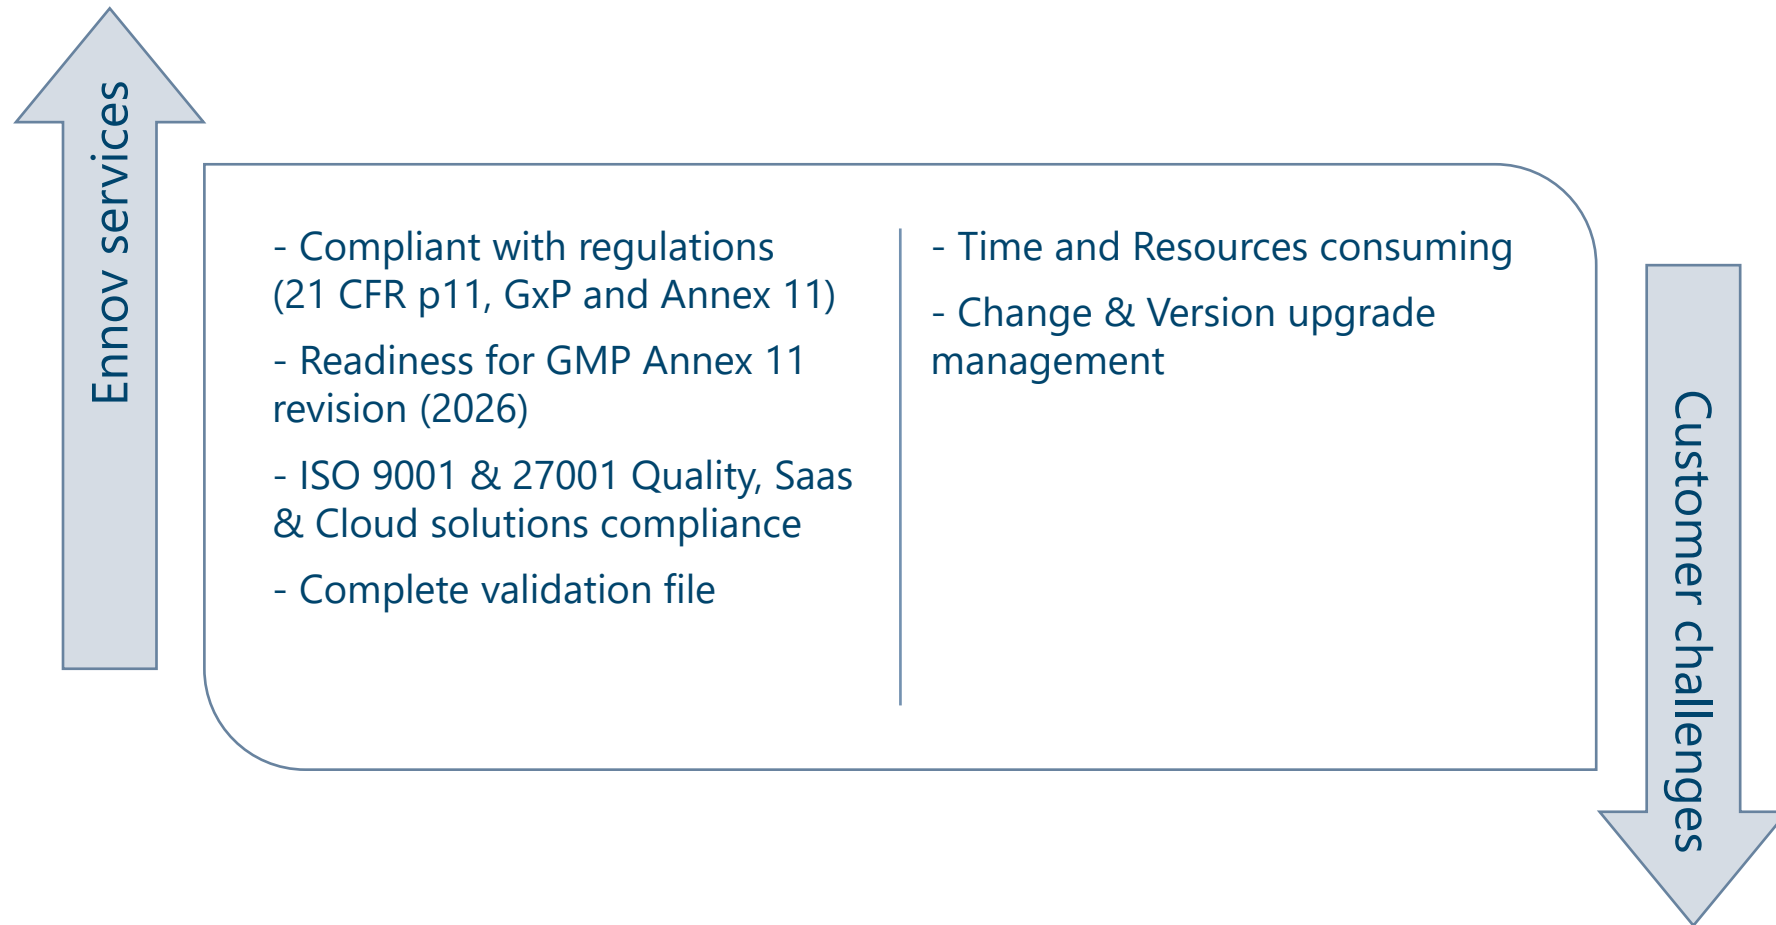 Ennov services
- Compliant with regulations
(21 CFR p11, GxP and Annex 11)
- Readiness for GMP Annex 11
revision (2026)
- ISO 9001 & 27001 Quality, Saas
& Cloud solutions compliance
- Complete validation file
- Time and Resources consuming
- Change & Version upgrade
management
Customer challenges